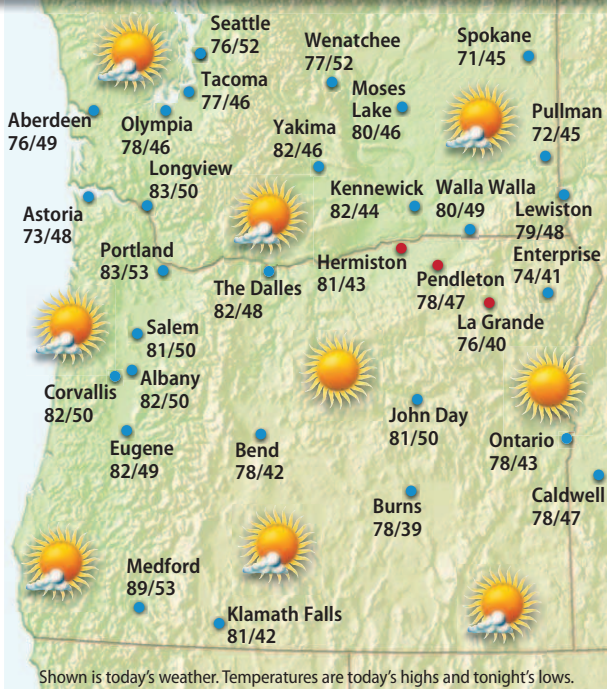 Seattle
76/52
Wenatchee
77/52
Spokane
71/45
Tacoma
77/46
Moses
Lake
80/46
Aberdeen
76/49
Olympia
78/46
Yakima
82/46
Pullman
72/45
Longview
83/50
Kennewick
82/44
Walla Walla
80/49
Lewiston
79/48
Astoria
73/48
Portland
83/53
The Dalles
82/48
Hermiston
81/43
Pendleton
78/47
Enterprise
74/41
La Grande
76/40
Salem
81/50
Corvallis
82/50
Albany
82/50
John Day
81/50
Ontario
78/43
Eugene
82/49
Bend
78/42
Caldwell
78/47
Burns
78/39
Medford
89/53
Klamath Falls
81/42
Shown is today's weather. Temperatures are today's highs and tonight's lows.